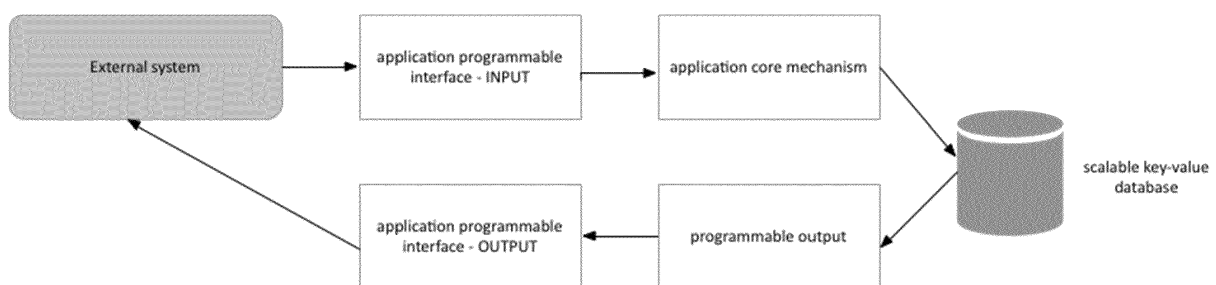 External system
application programmable
interface - INPUT
application core mechanism
scalable key-value
database
application programmable
interface - OUTPUT
programmable output